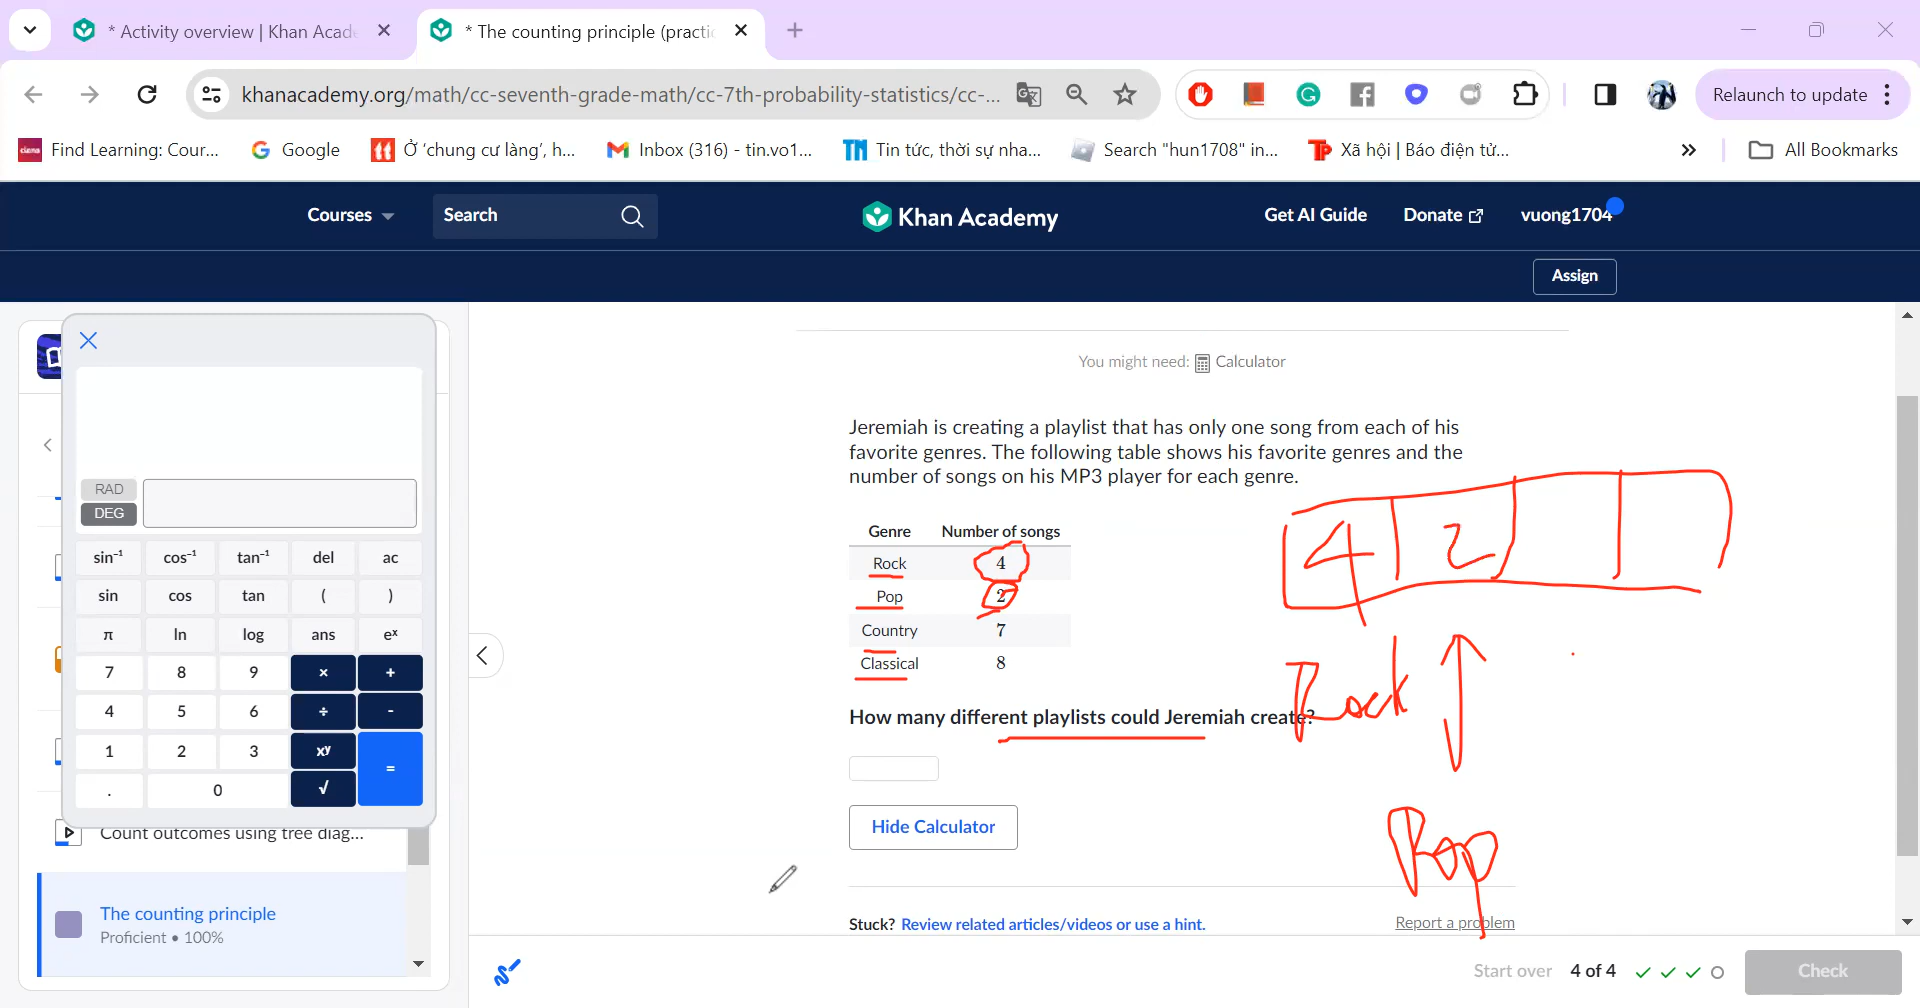 * Activity overview | Khan Acade
* The counting principle (practic
khanacademy.org/math/cc-seventh-grade-math/cc-7th-probability-statistics/cc-...
Relaunch to update
Find Learning: Cour...
Google
Ở 'chung cư làng', h...
Inbox (316) - tin.vo1...
Tin tức, thời sự nha...
Search "hun1708" in...
Xã hội | Báo điện tử...
»
All Bookmarks
Courses
Search
Khan Academy
Get AI Guide
Donate
vuong1704
Assign
You might need: Calculator
Jeremiah is creating a playlist that has only one song from each of his
favorite genres. The following table shows his favorite genres and the
number of songs on his MP3 player for each genre.
Genre Number of songs
Rock 4
Pop 2
Country 7
Classical 8
4 2
Rock
Pop
How many different playlists could Jeremiah create?
Hide Calculator
Stuck? Review related articles/videos or use a hint.
Report a problem
RAD
DEG
sin⁻¹ cos⁻¹ tan⁻¹ del ac
sin cos tan ( )
π ln log ans eˣ
7 8 9 × +
4 5 6 ÷ -
1 2 3 xʸ =
. 0 √
Count outcomes using tree diag...
The counting principle
Proficient • 100%
Start over 4 of 4 Check